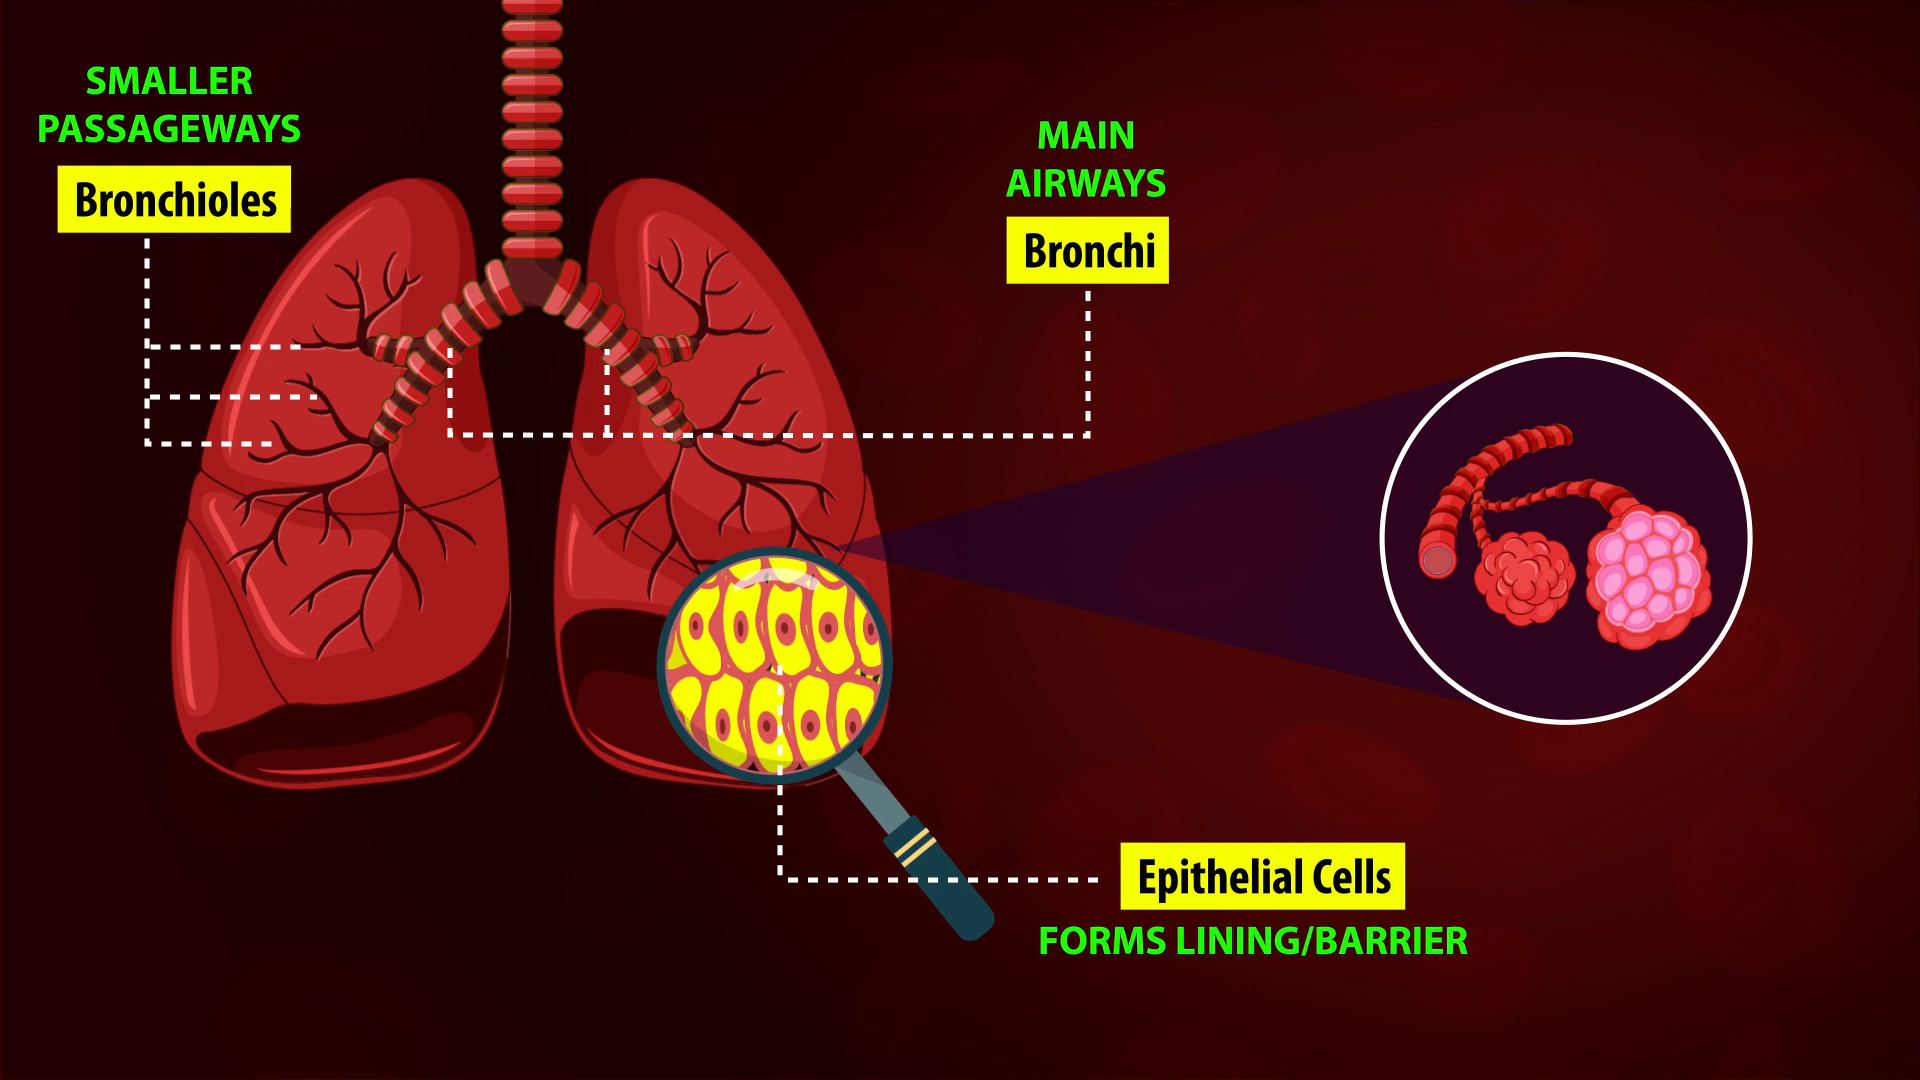 SMALLER
PASSAGEWAYS
Bronchioles
MAIN
AIRWAYS
Bronchi
Epithelial Cells
FORMS LINING/BARRIER